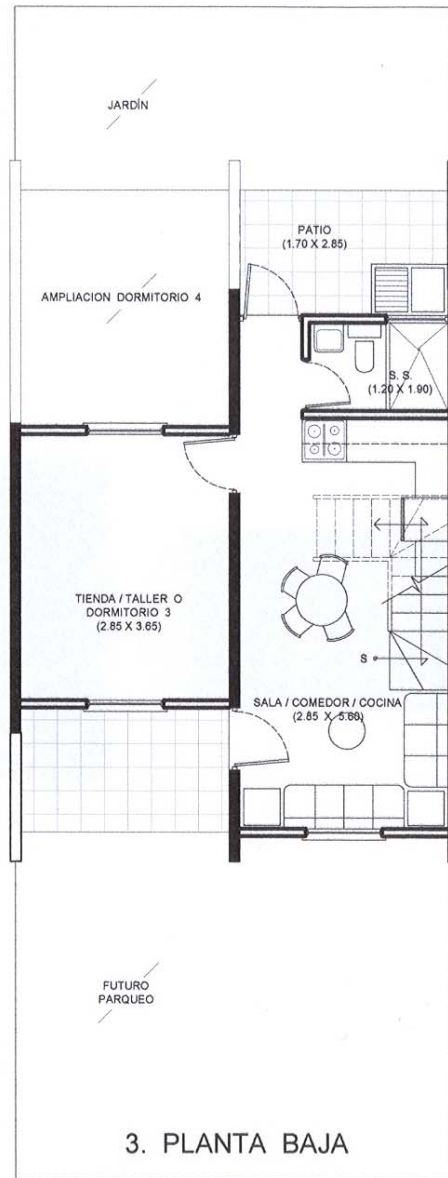 JARDÍN
PATIO
(1.70 X 2.85)
AMPLIACION DORMITORIO 4
S. S.
(1.20 X 1.90)
TIENDA / TALLER O
DORMITORIO 3
(2.85 X 3.65)
S
SALA / COMEDOR / COCINA
(2.85 X 5.60)
FUTURO
PARQUEO
3. PLANTA BAJA